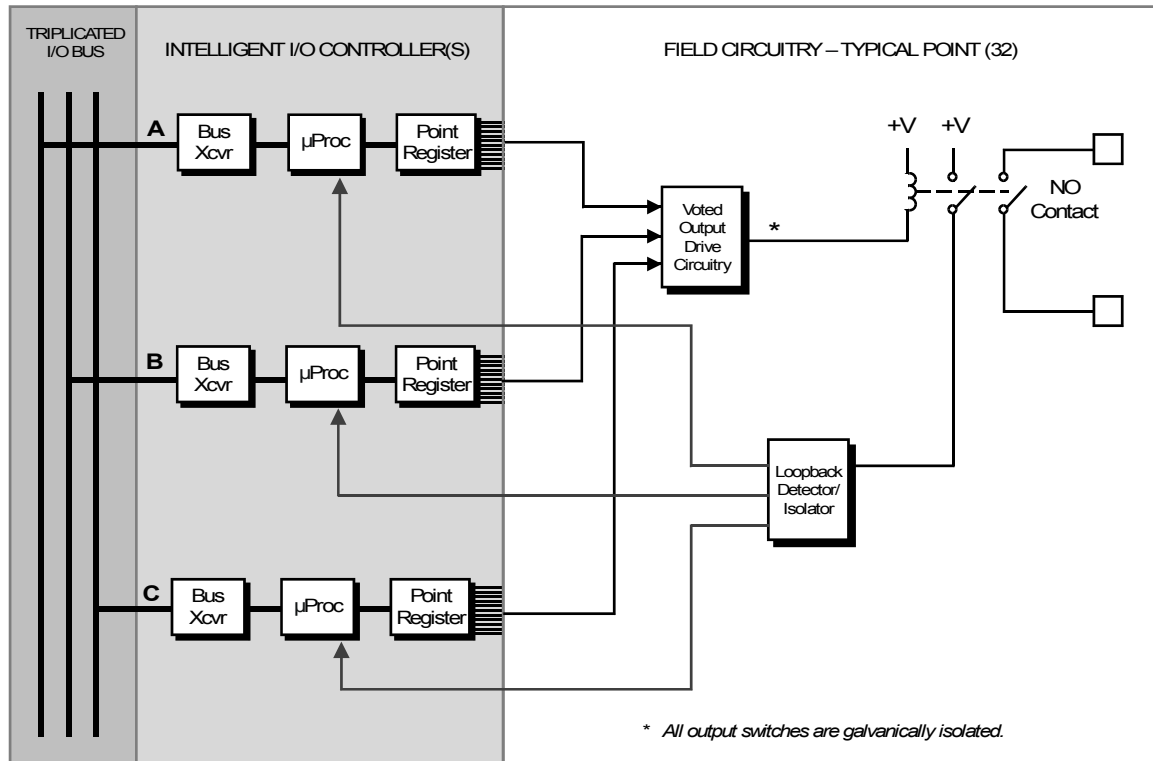 TRIPLICATED
I/O BUS
INTELLIGENT I/O CONTROLLER(S)
FIELD CIRCUITRY – TYPICAL POINT (32)
A
Bus
Xcvr
µProc
Point
Register
+V
+V
NO
Contact
Voted
Output
Drive
Circuitry
*
B
Bus
Xcvr
µProc
Point
Register
Loopback
Detector/
Isolator
C
Bus
Xcvr
µProc
Point
Register
* All output switches are galvanically isolated.